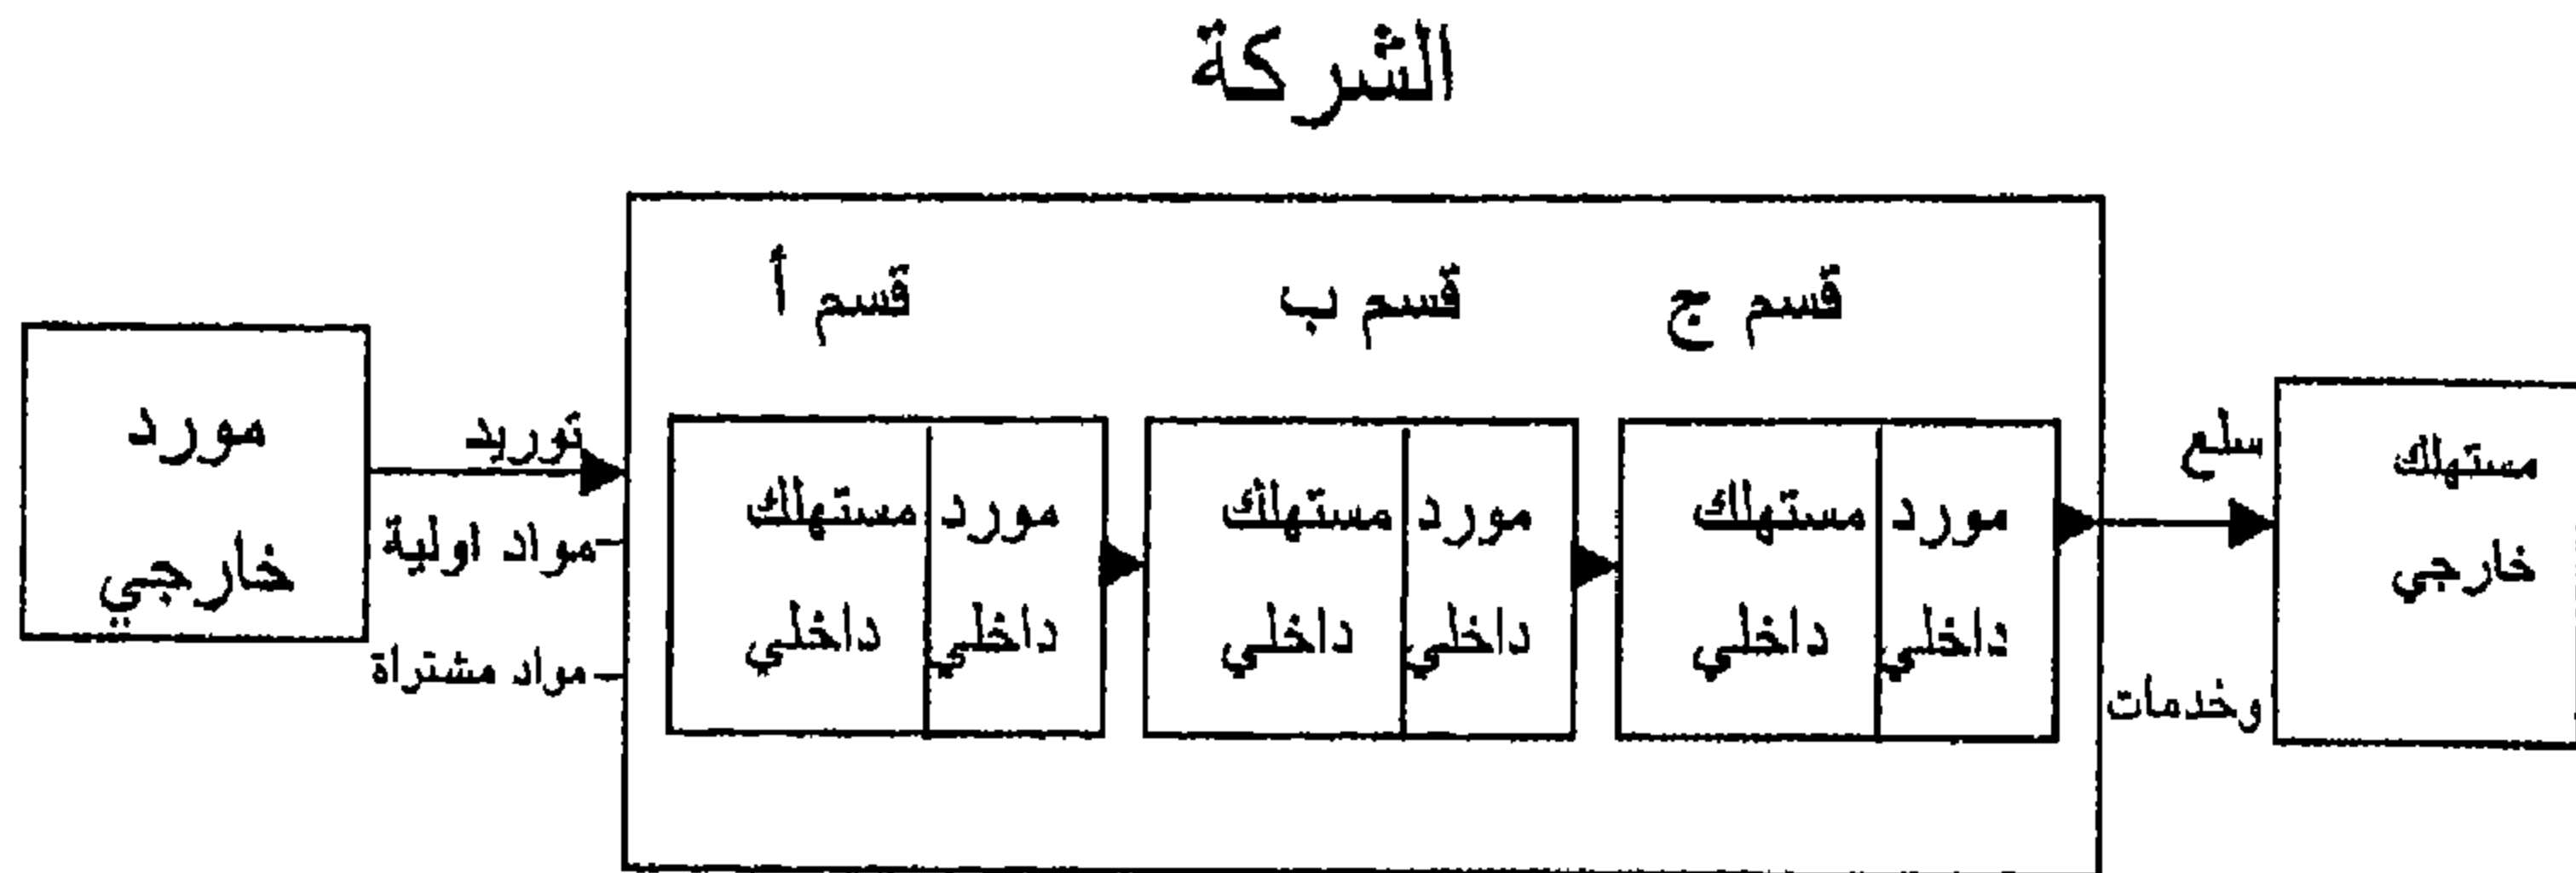 الشركة
قسم أ
قسم ب
قسم ج
مورد
خارجي
توريد
مواد اولية
مواد مشتراة
مستهلك
داخلي
مورد
داخلي
مستهلك
داخلي
مورد
داخلي
مستهلك
داخلي
مورد
داخلي
سلع
وخدمات
مستهلك
خارجي